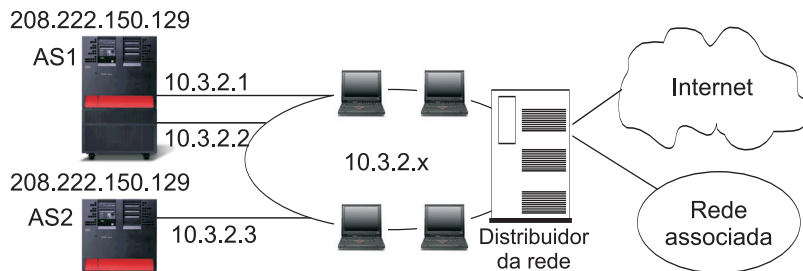 208.222.150.129
AS1
10.3.2.1
10.3.2.2
10.3.2.x
208.222.150.129
AS2
10.3.2.3
Distribuidor
da rede
Internet
Rede
associada